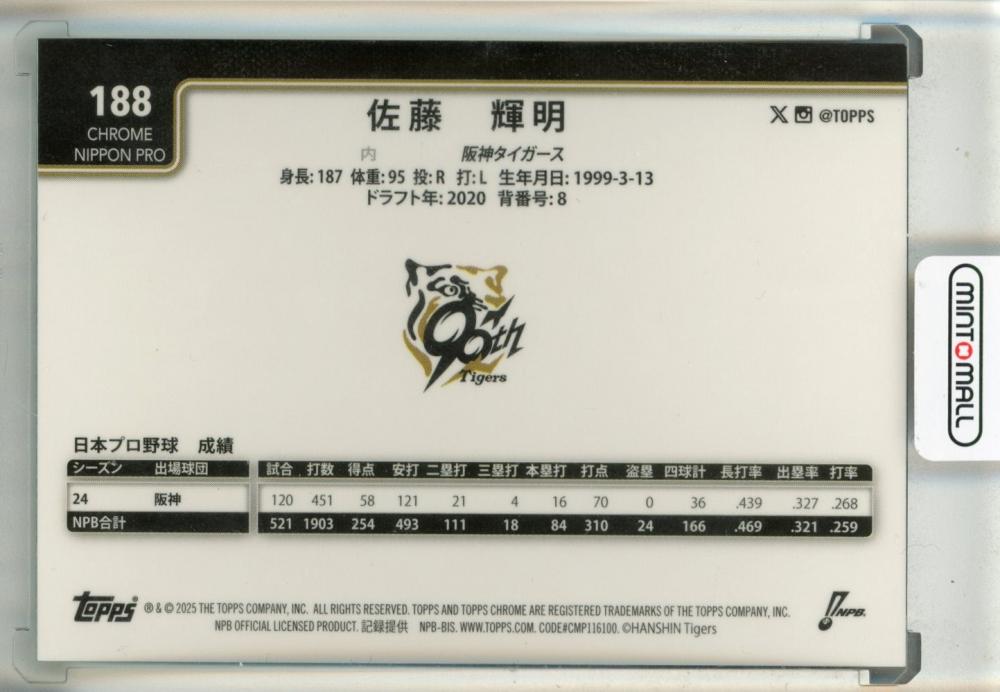 188
CHROME
NIPPON PRO
佐藤 輝明
@TOPPS
内 阪神タイガース
身長: 187 体重: 95 投: R 打: L 生年月日: 1999-3-13
ドラフト年: 2020 背番号: 8
90th
Tigers
日本プロ野球 成績
シーズン 出場球団 試合 打数 得点 安打 二塁打 三塁打 本塁打 打点 盗塁 四球計 長打率 出塁率 打率
24 阪神 120 451 58 121 21 4 16 70 0 36 .439 .327 .268
NPB合計 521 1903 254 493 111 18 84 310 24 166 .469 .321 .259
Topps ® & © 2025 THE TOPPS COMPANY, INC. ALL RIGHTS RESERVED. TOPPS AND TOPPS CHROME ARE REGISTERED TRADEMARKS OF THE TOPPS COMPANY, INC.
NPB OFFICIAL LICENSED PRODUCT. 記録提供 NPB-BIS. WWW.TOPPS.COM. CODE#CMP116100. ©HANSHIN Tigers
NPB.
MINT MALL